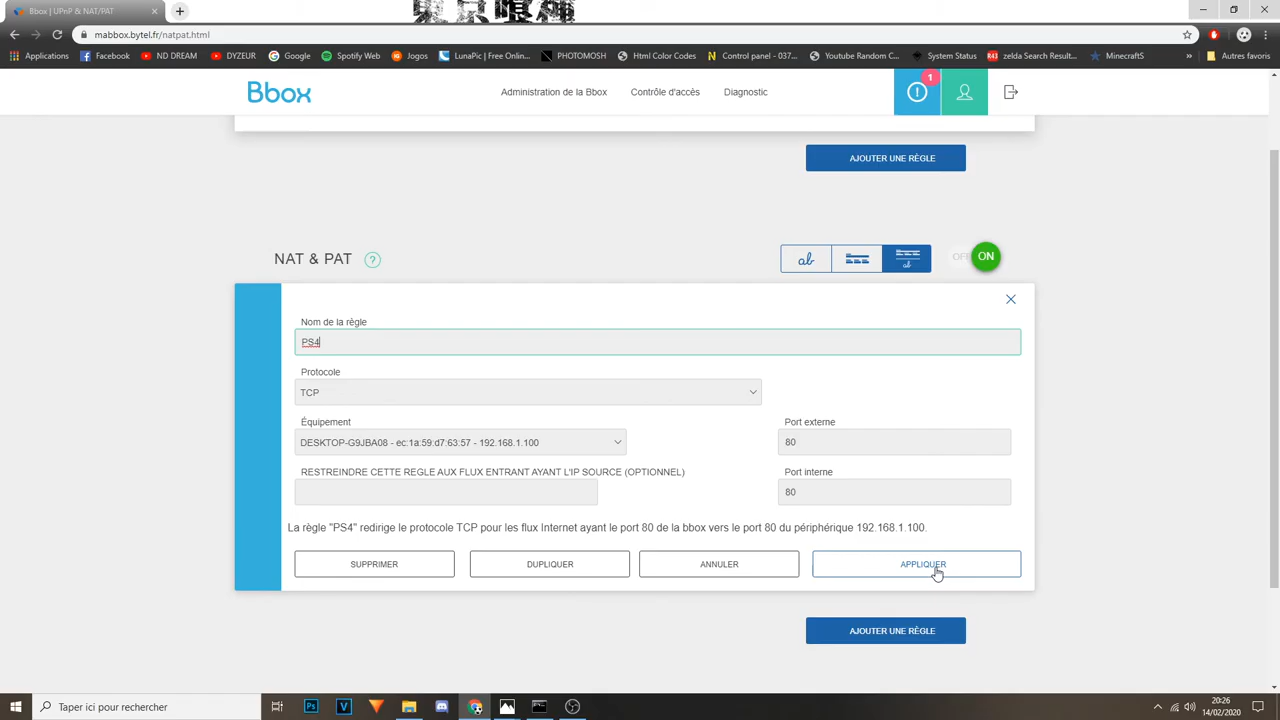 Bbox | UPnP & NAT/PAT
mabbox.bytel.fr/natpat.html
Applications
Facebook
ND DREAM
DYZEUR
Google
Spotify Web
Jogos
LunaPic | Free Onlin...
PHOTOMOSH
Html Color Codes
Control panel - 037...
Youtube Random C...
System Status
zelda Search Result...
MinecraftS
»
Autres favoris
Bbox
Administration de la Bbox
Contrôle d'accès
Diagnostic
1
AJOUTER UNE RÈGLE
NAT & PAT
?
ab
ab
OFF
ON
Nom de la règle
PS4
Protocole
TCP
Équipement
Port externe
DESKTOP-G9JBA08 - ec:1a:59:d7:63:57 - 192.168.1.100
80
RESTREINDRE CETTE REGLE AUX FLUX ENTRANT AYANT L'IP SOURCE (OPTIONNEL)
Port interne
80
La règle "PS4" redirige le protocole TCP pour les flux Internet ayant le port 80 de la bbox vers le port 80 du périphérique 192.168.1.100.
SUPPRIMER
DUPLIQUER
ANNULER
APPLIQUER
AJOUTER UNE RÈGLE
Taper ici pour rechercher
20:26
14/02/2020